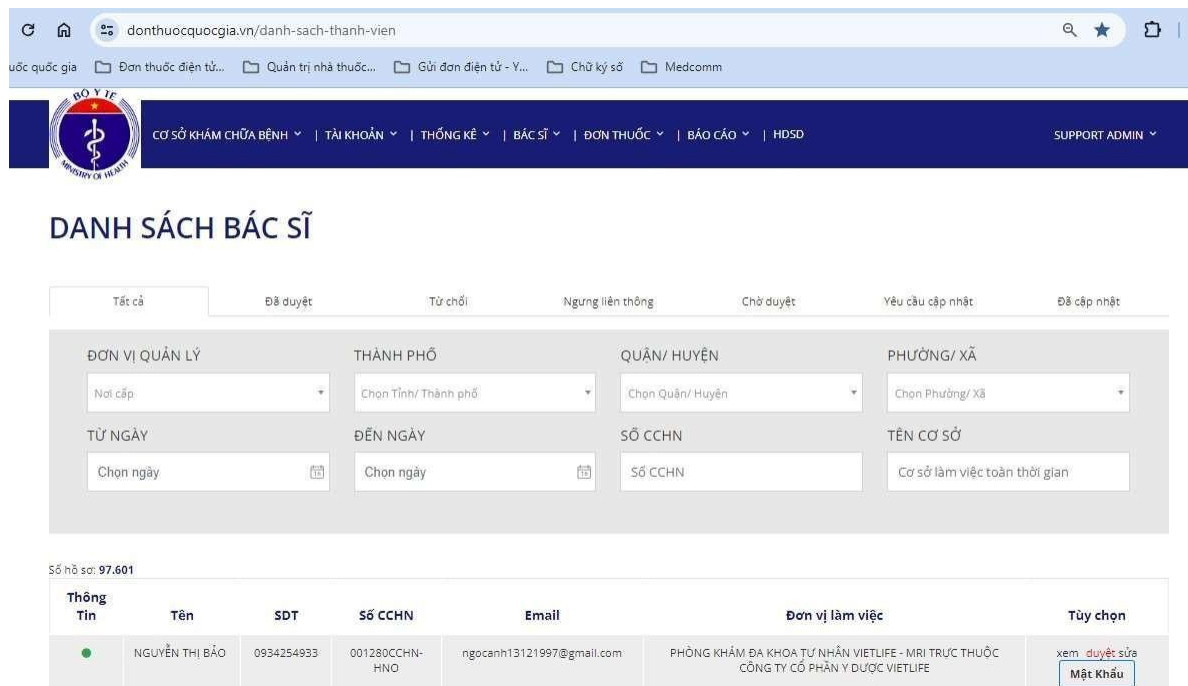 donthuocquocgia.vn/danh-sach-thanh-vien
uốc quốc gia Đơn thuốc điện tử... Quản trị nhà thuốc... Gửi đơn điện tử - Y... Chữ ký số Medcomm
BỘ Y TẾ
MINISTRY OF HEALTH
CƠ SỞ KHÁM CHỮA BỆNH | TÀI KHOẢN | THỐNG KÊ | BÁC SĨ | ĐƠN THUỐC | BÁO CÁO | HDSD SUPPORT ADMIN
DANH SÁCH BÁC SĨ
Tất cả Đã duyệt Từ chối Ngưng liên thông Chờ duyệt Yêu cầu cập nhật Đã cập nhật
ĐƠN VỊ QUẢN LÝ THÀNH PHỐ QUẬN/ HUYỆN PHƯỜNG/ XÃ
Nơi cấp Chọn Tỉnh/ Thành phố Chọn Quận/ Huyện Chọn Phường/ Xã
TỪ NGÀY ĐẾN NGÀY SỐ CCHN TÊN CƠ SỞ
Chọn ngày Chọn ngày Số CCHN Cơ sở làm việc toàn thời gian
Số hồ sơ: 97.601
Thông Tin Tên SDT Số CCHN Email Đơn vị làm việc Tùy chọn
NGUYỄN THỊ BẢO 0934254933 001280CCHN- ngocanh13121997@gmail.com PHÒNG KHÁM ĐA KHOA TƯ NHÂN VIETLIFE - MRI TRỰC THUỘC xem duyệt sửa
HNO CÔNG TY CỔ PHẦN Y DƯỢC VIETLIFE Mật Khẩu